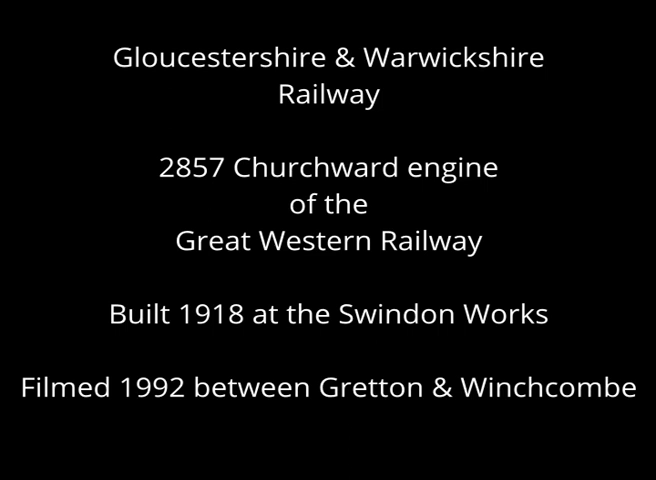 Gloucestershire & Warwickshire
Railway
2857 Churchward engine
of the
Great Western Railway
Built 1918 at the Swindon Works
Filmed 1992 between Gretton & Winchcombe